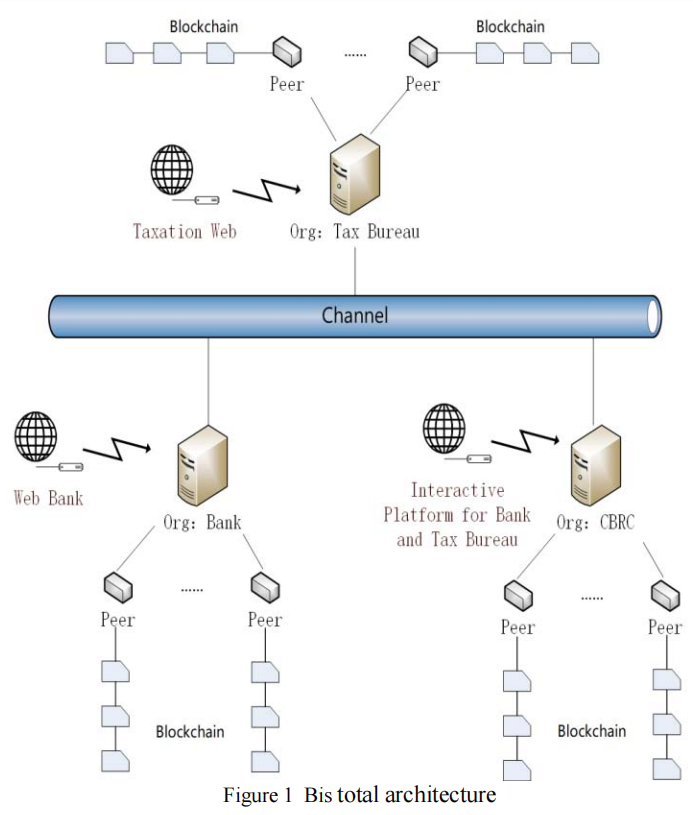 Blockchain
Blockchain
......
Peer
Peer
Taxation Web
Org: Tax Bureau
Channel
Web Bank
Org: Bank
Interactive
Platform for Bank
and Tax Bureau
Org: CBRC
......
Peer
Peer
......
Peer
Peer
Blockchain
Blockchain
Figure 1 Bis total architecture